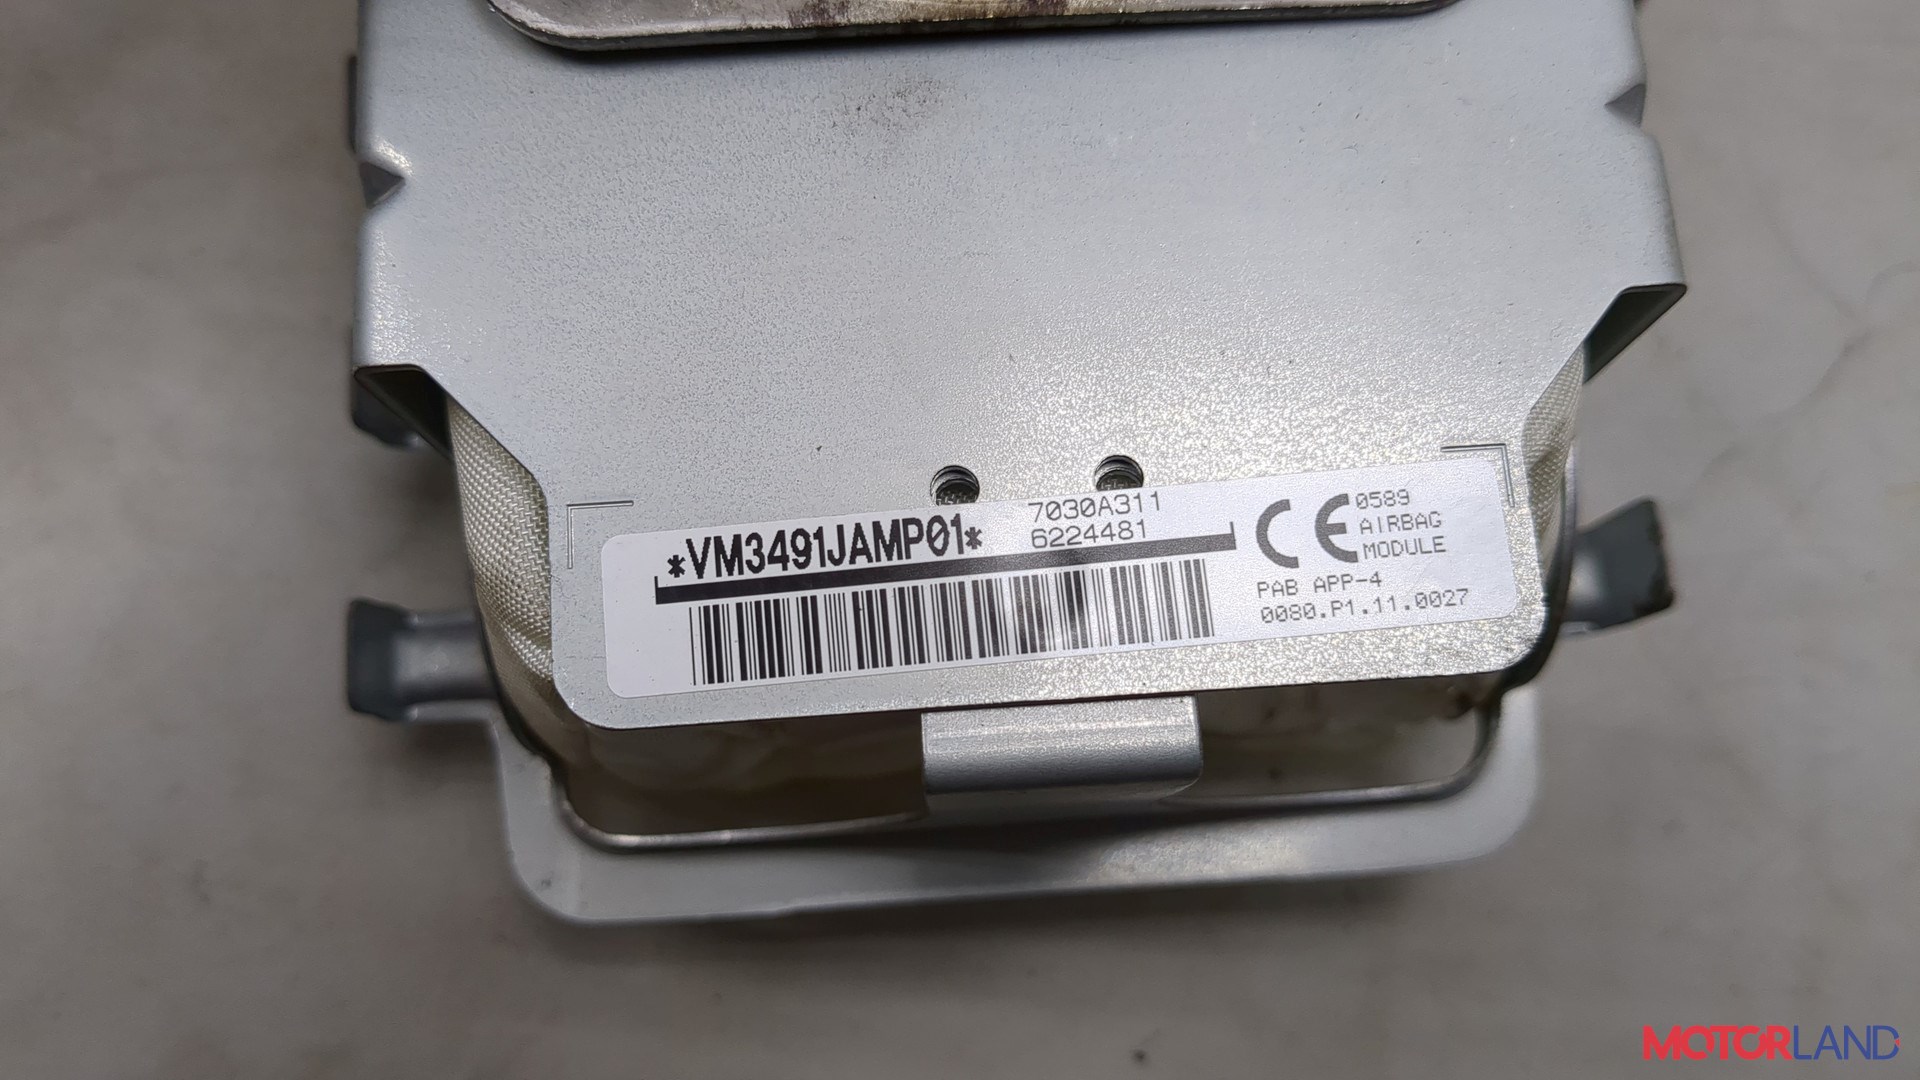 *VM3491JAMP01*
7030A311
6224481
CE 0589
AIRBAG
MODULE
PAB APP-4
0080.P1.11.0027
MOTORLAND